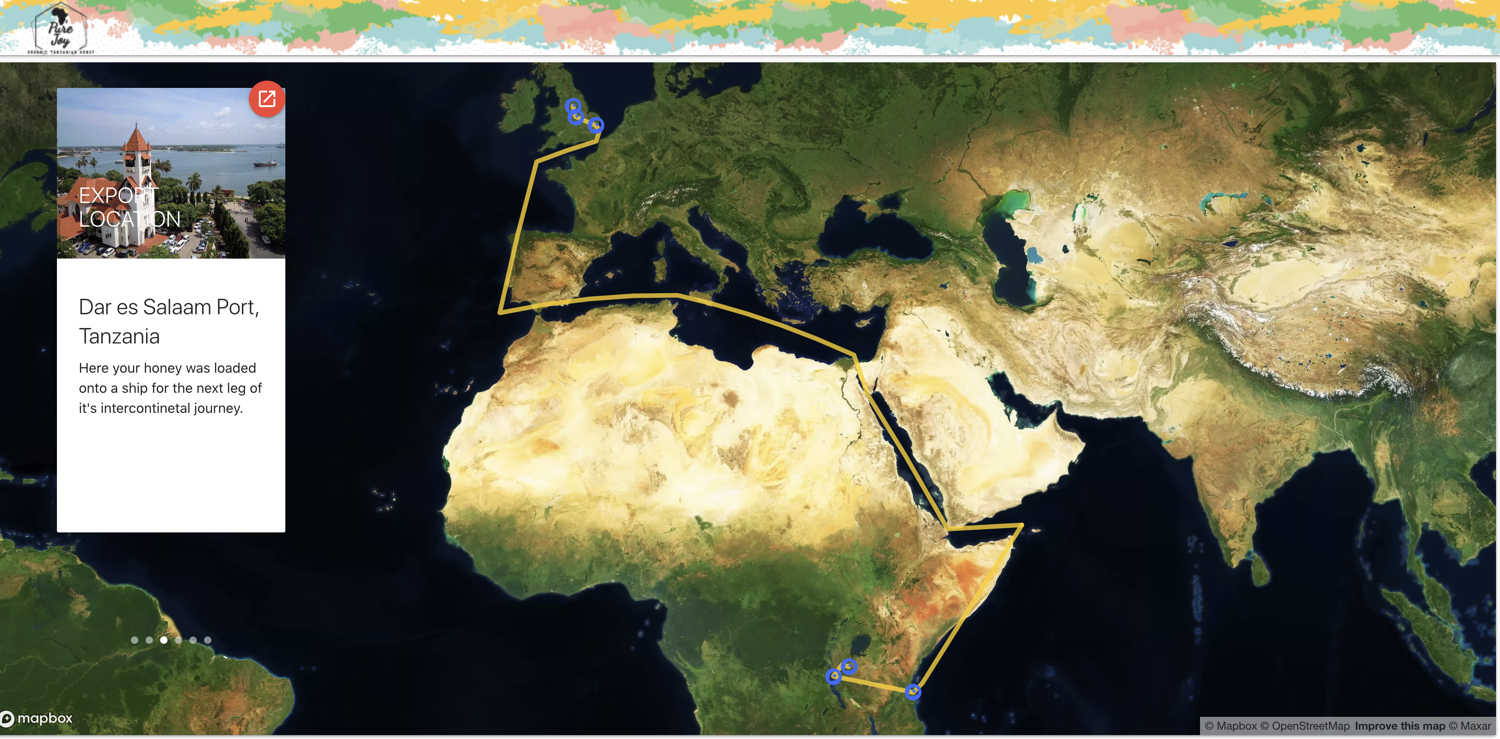 Pure
Joy
ORGANIC TANZANIAN HONEY
EXPORT
LOCATION
Dar es Salaam Port,
Tanzania
Here your honey was loaded
onto a ship for the next leg of
it's intercontinetal journey.
mapbox
© Mapbox © OpenStreetMap Improve this map © Maxar